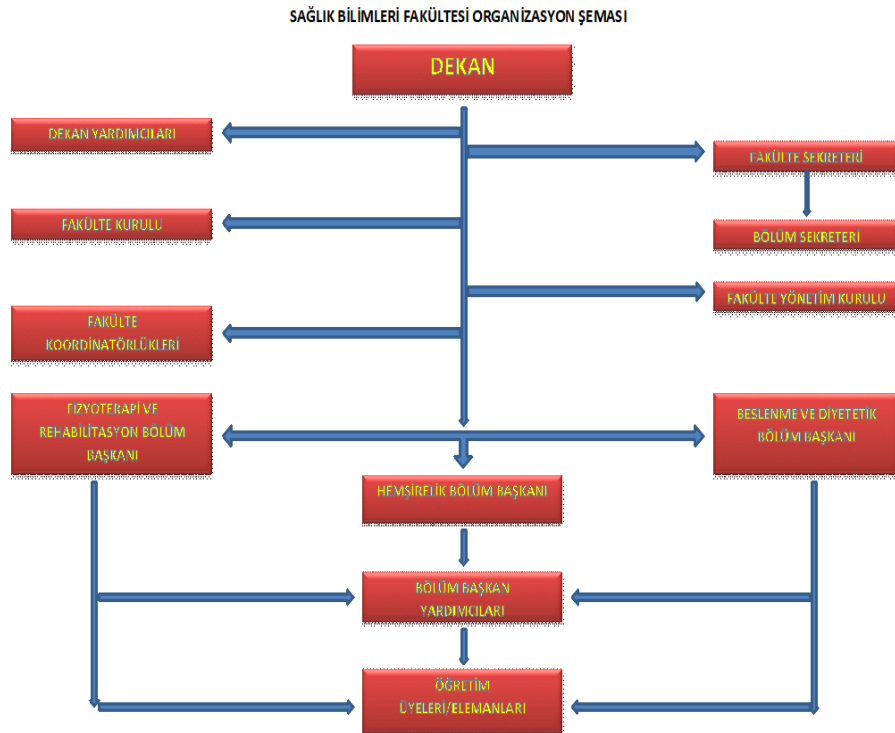 SAĞLIK BİLİMLERİ FAKÜLTESİ ORGANİZASYON ŞEMASI
DEKAN
DEKAN YARDIMCILARI
FAKÜLTE SEKRETERİ
FAKÜLTE KURULU
BÖLÜM SEKRETERİ
FAKÜLTE YÖNETİM KURULU
FAKÜLTE
KOORDİNATÖRLÜKLERİ
FİZYOTERAPİ VE
REHABİLİTASYON BÖLÜM
BAŞKANI
BESLENME VE DİYETETİK
BÖLÜM BAŞKANI
HEMŞİRELİK BÖLÜM BAŞKANI
BÖLÜM BAŞKAN
YARDIMCILARI
ÖĞRETİM
ÜYELERİ/ELEMANLARI